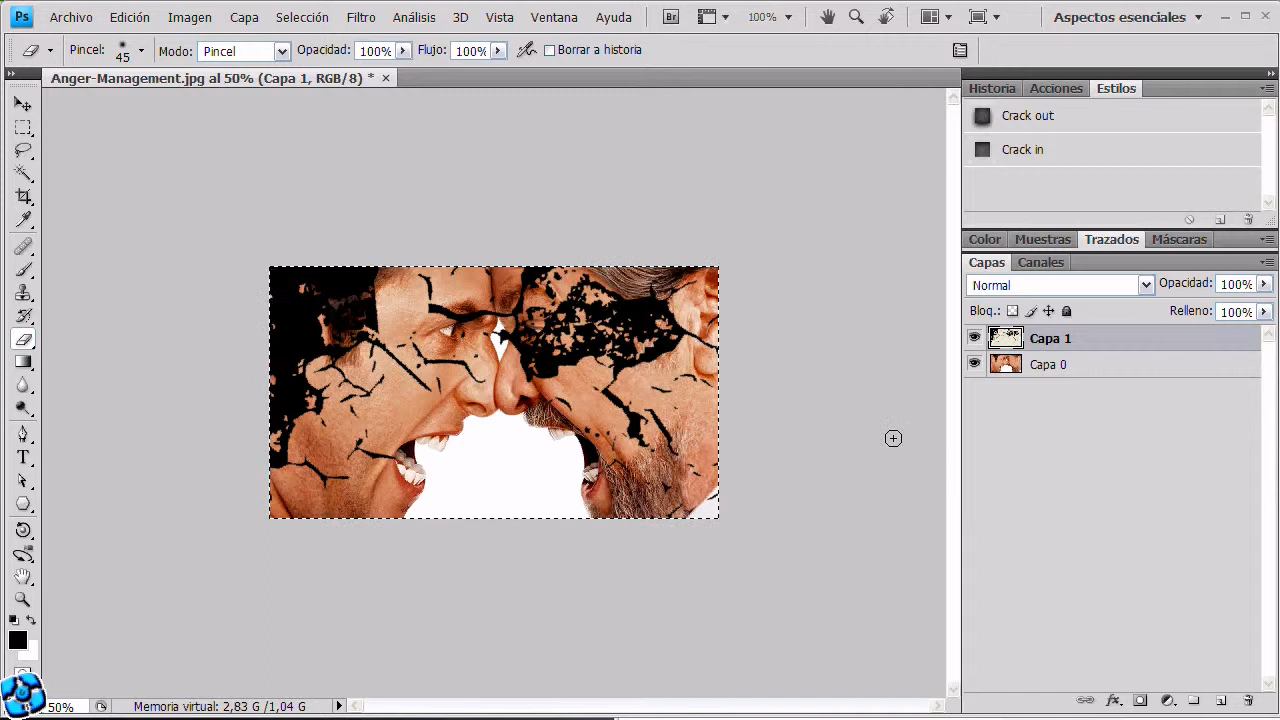 Ps Archivo Edición Imagen Capa Selección Filtro Análisis 3D Vista Ventana Ayuda Br 100% Aspectos esenciales
Pincel: 45 Modo: Pincel Opacidad: 100% Flujo: 100% Borrar a historia
Anger-Management.jpg al 50% (Capa 1, RGB/8) *
Historia Acciones Estilos
Crack out
Crack in
Color Muestras Trazados Máscaras
Capas Canales
Normal Opacidad: 100%
Bloq.: Relleno: 100%
Capa 1
Capa 0
T
50% Memoria virtual: 2,83 G /1,04 G
fx